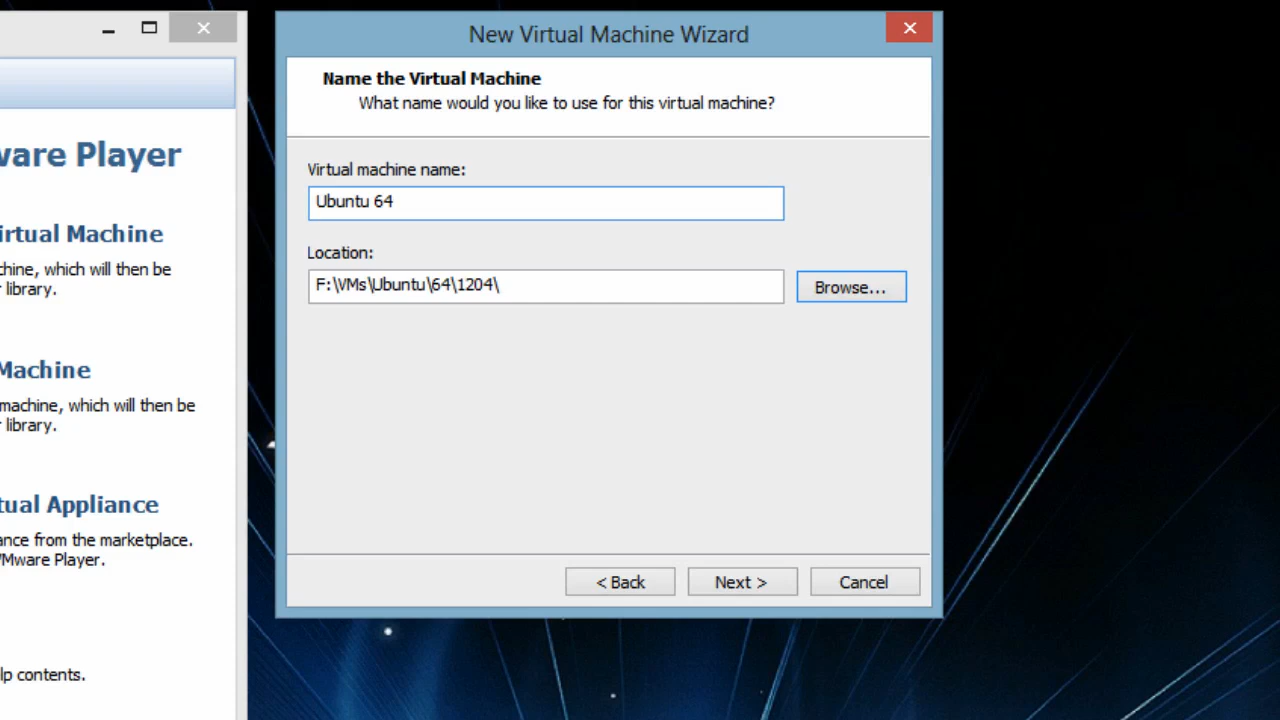 New Virtual Machine Wizard
Name the Virtual Machine
What name would you like to use for this virtual machine?
Virtual machine name:
Ubuntu 64
Location:
F:\VMs\Ubuntu\64\1204\
Browse...
< Back
Next >
Cancel
ware Player
irtual Machine
chine, which will then be
library.
Machine
machine, which will then be
library.
tual Appliance
ance from the marketplace.
VMware Player.
lp contents.